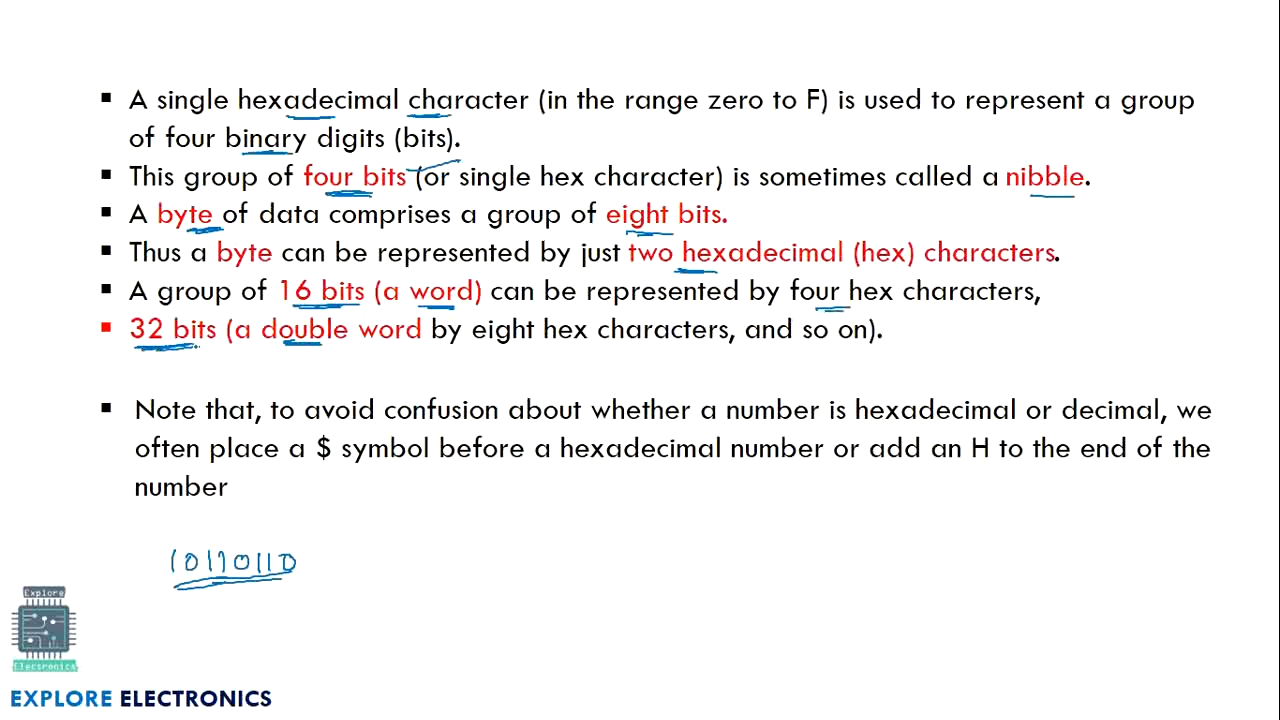 ▪ A single hexadecimal character (in the range zero to F) is used to represent a group
of four binary digits (bits).
▪ This group of four bits (or single hex character) is sometimes called a nibble.
▪ A byte of data comprises a group of eight bits.
▪ Thus a byte can be represented by just two hexadecimal (hex) characters.
▪ A group of 16 bits (a word) can be represented by four hex characters,
▪ 32 bits (a double word by eight hex characters, and so on).
▪ Note that, to avoid confusion about whether a number is hexadecimal or decimal, we
often place a $ symbol before a hexadecimal number or add an H to the end of the
number
10110110
Explore
Electronics
EXPLORE ELECTRONICS